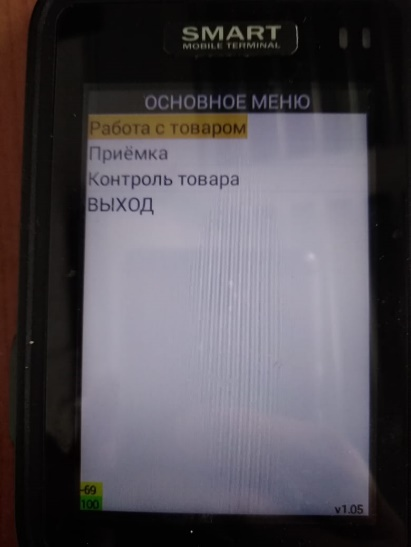 SMART
MOBILE TERMINAL
ОСНОВНОЕ МЕНЮ
Работа с товаром
Приёмка
Контроль товара
ВЫХОД
-69
100
v1.05